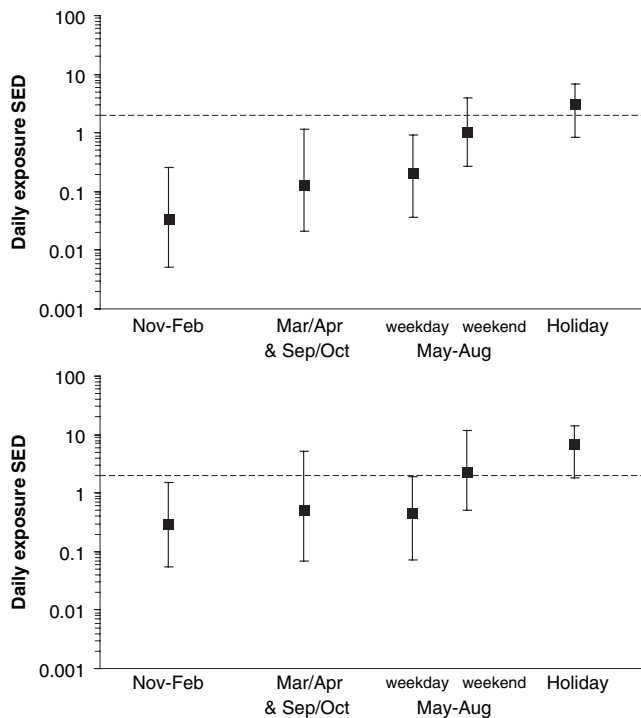 100
10
1
0.1
0.01
0.001
Daily exposure SED
Nov-Feb
Mar/Apr
& Sep/Oct
weekday
weekend
May-Aug
Holiday
100
10
1
0.1
0.01
0.001
Daily exposure SED
Nov-Feb
Mar/Apr
& Sep/Oct
weekday
weekend
May-Aug
Holiday